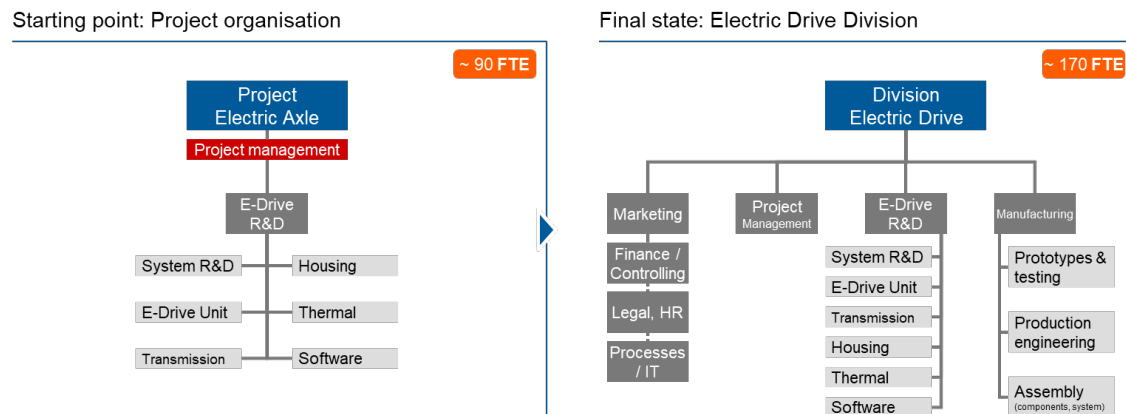 Starting point: Project organisation
~ 90 FTE
Project
Electric Axle
Project management
E-Drive
R&D
System R&D
Housing
E-Drive Unit
Thermal
Transmission
Software
Final state: Electric Drive Division
~ 170 FTE
Division
Electric Drive
Marketing
Finance /
Controlling
Legal, HR
Processes
/ IT
Project
Management
E-Drive
R&D
System R&D
E-Drive Unit
Transmission
Housing
Thermal
Software
Manufacturing
Prototypes &
testing
Production
engineering
Assembly
(components, system)